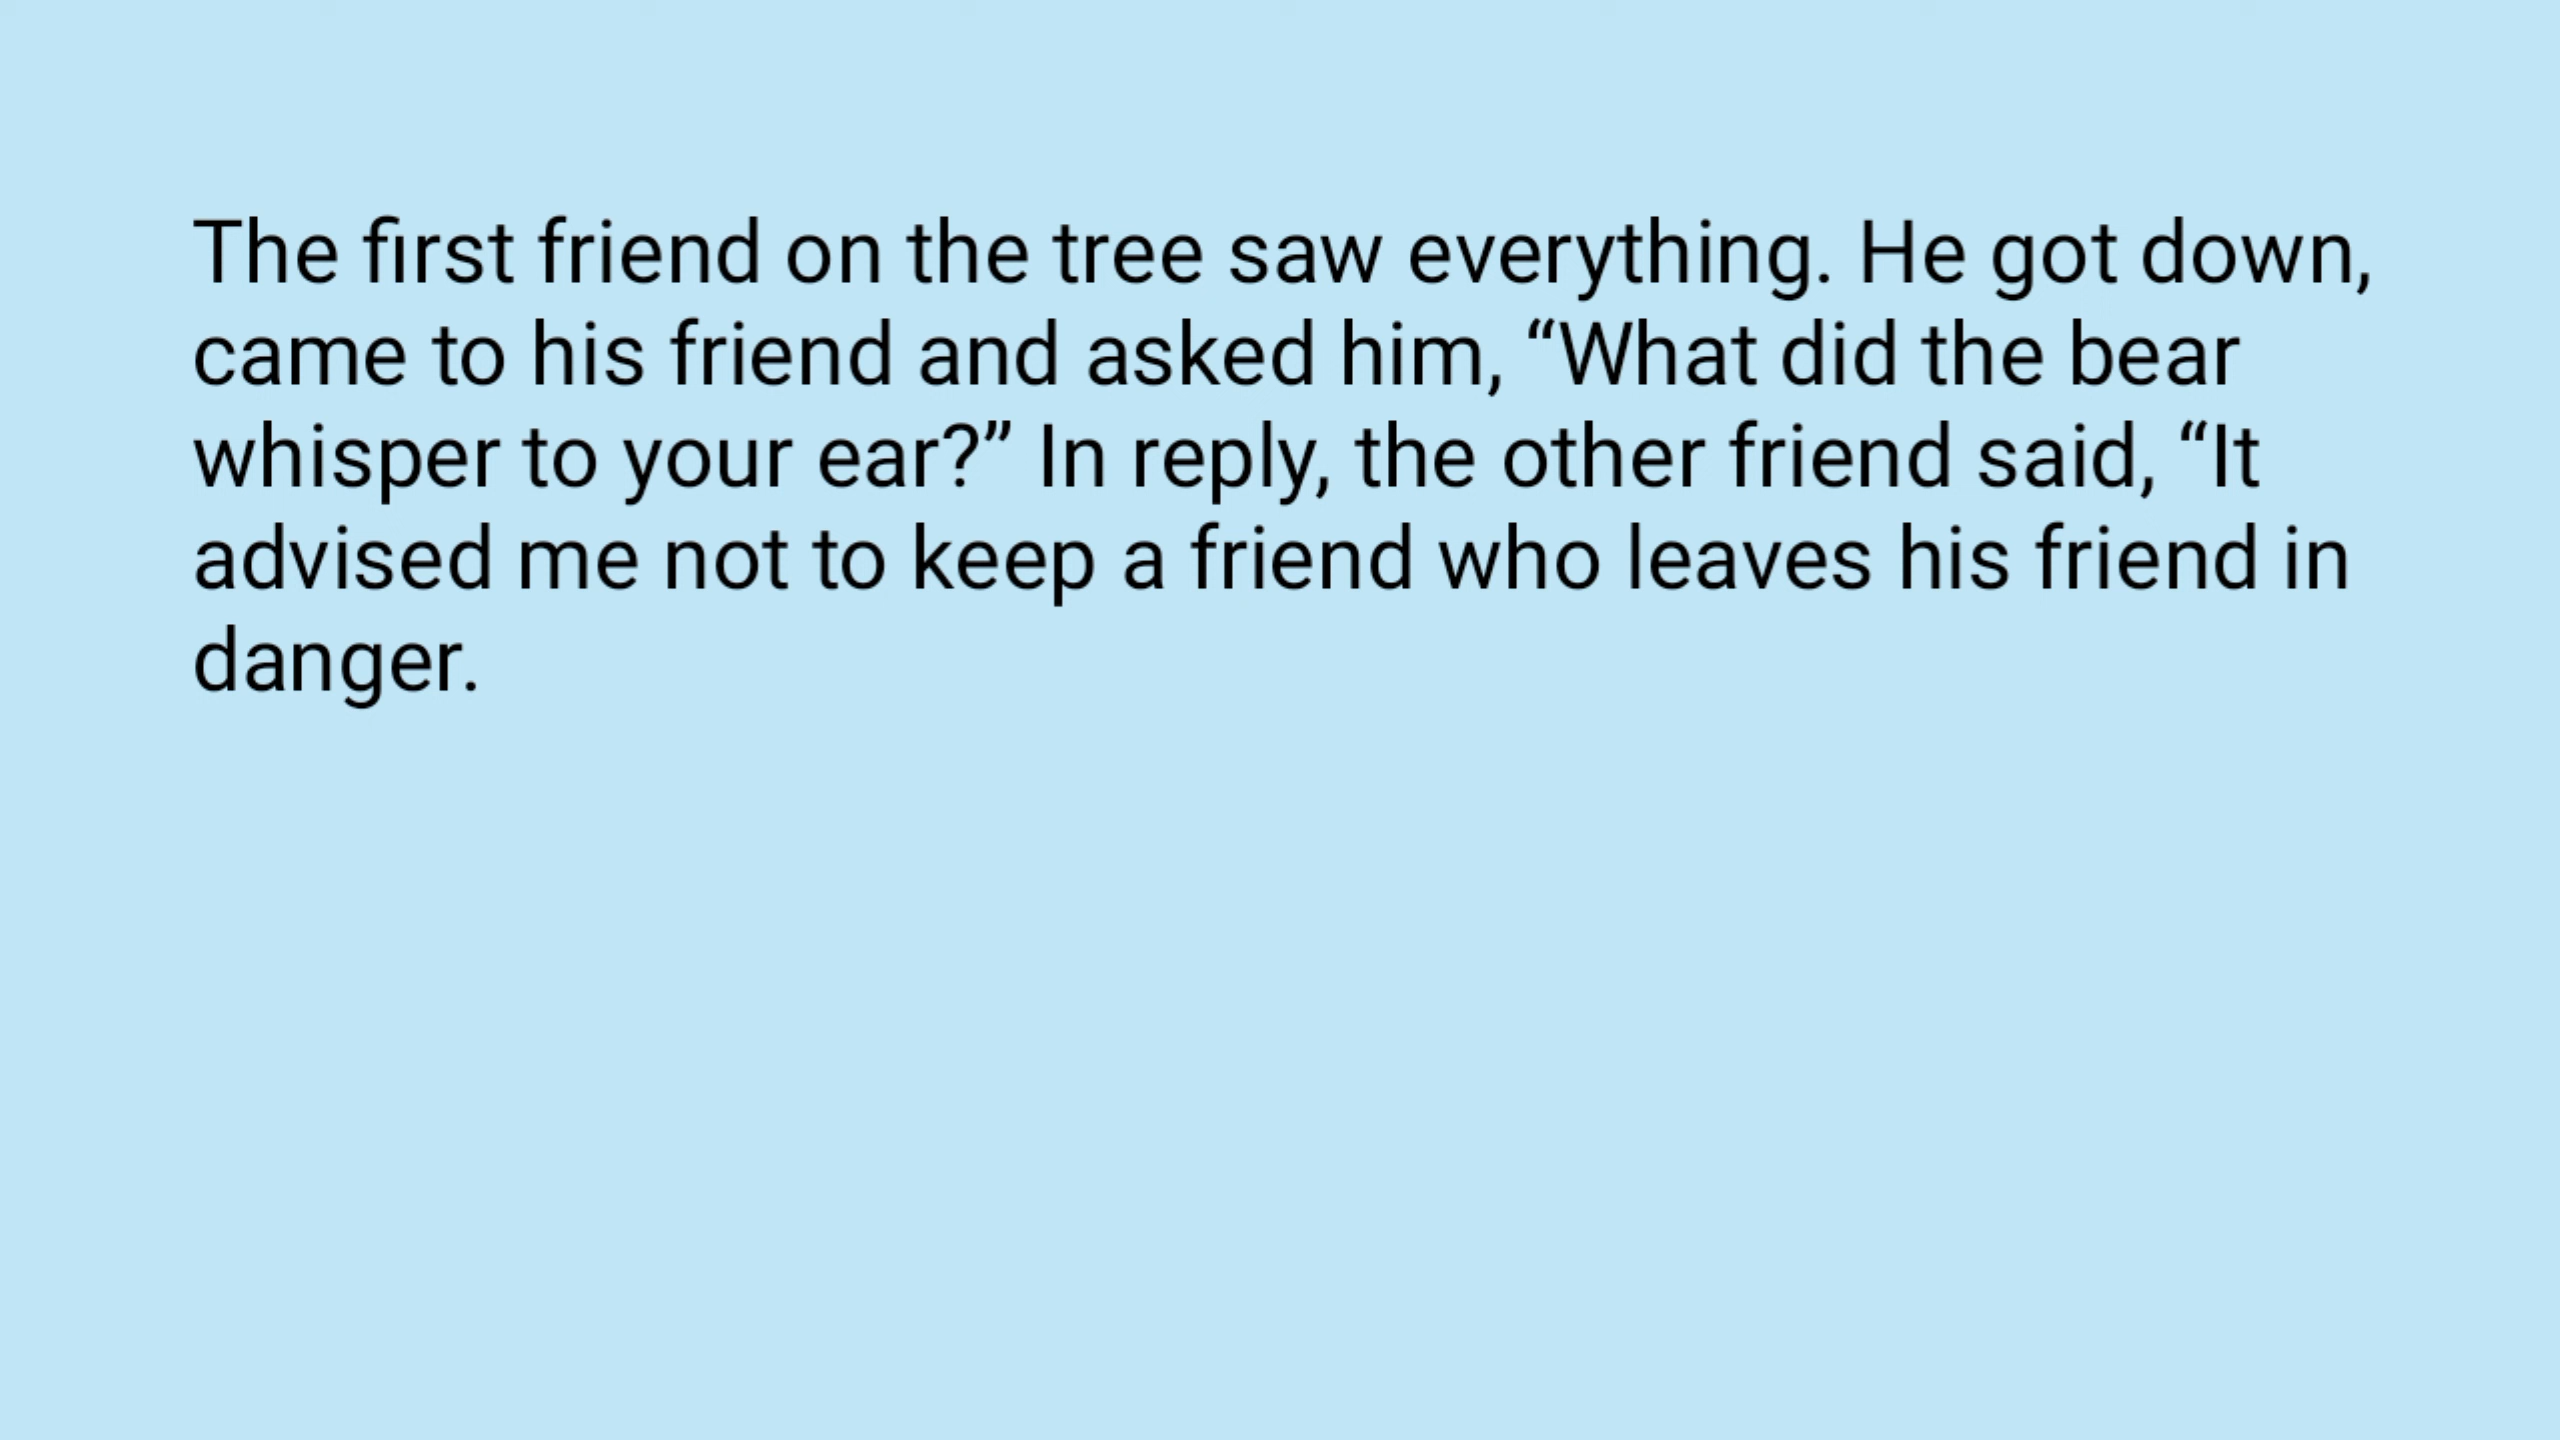 The first friend on the tree saw everything. He got down,
came to his friend and asked him, “What did the bear
whisper to your ear?” In reply, the other friend said, “It
advised me not to keep a friend who leaves his friend in
danger.